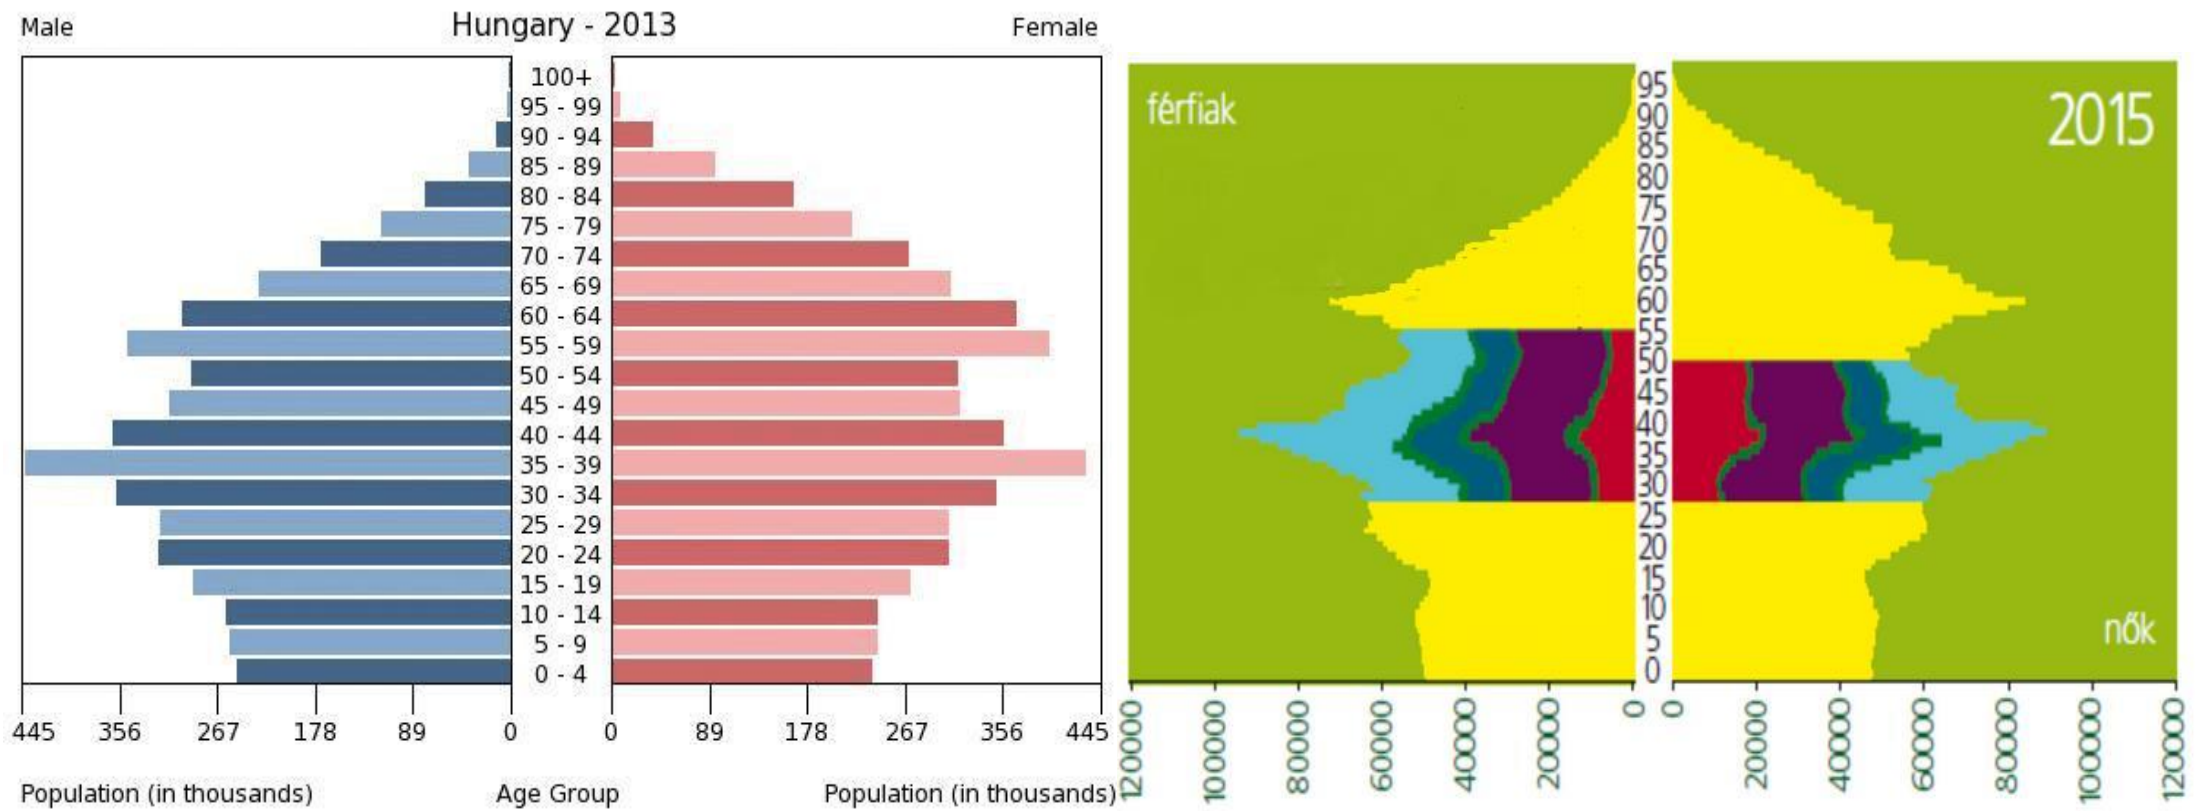 Male Hungary - 2013 Female
100+
95 - 99
90 - 94
85 - 89
80 - 84
75 - 79
70 - 74
65 - 69
60 - 64
55 - 59
50 - 54
45 - 49
40 - 44
35 - 39
30 - 34
25 - 29
20 - 24
15 - 19
10 - 14
5 - 9
0 - 4
445 356 267 178 89 0 0 89 178 267 356 445
Population (in thousands) Age Group Population (in thousands)
férfiak
2015
nők
95
90
85
80
75
70
65
60
55
50
45
40
35
30
25
20
15
10
5
0
120000 100000 80000 60000 40000 20000 0 0 20000 40000 60000 80000 100000 120000